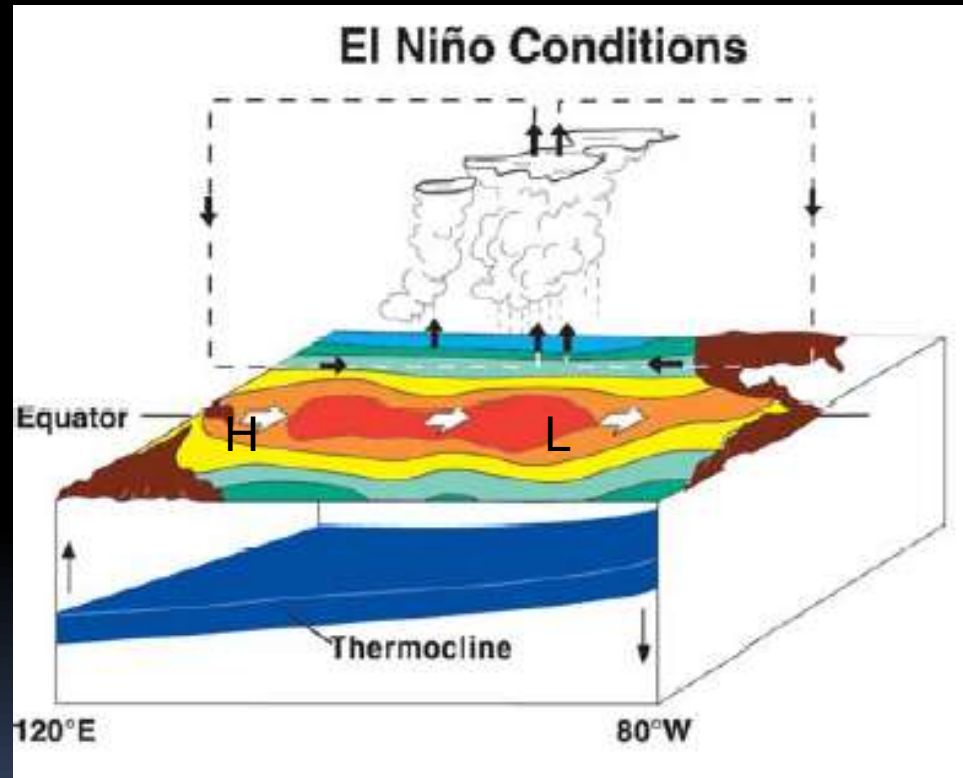 El Niño Conditions
Equator
H
L
Thermocline
120°E
80°W